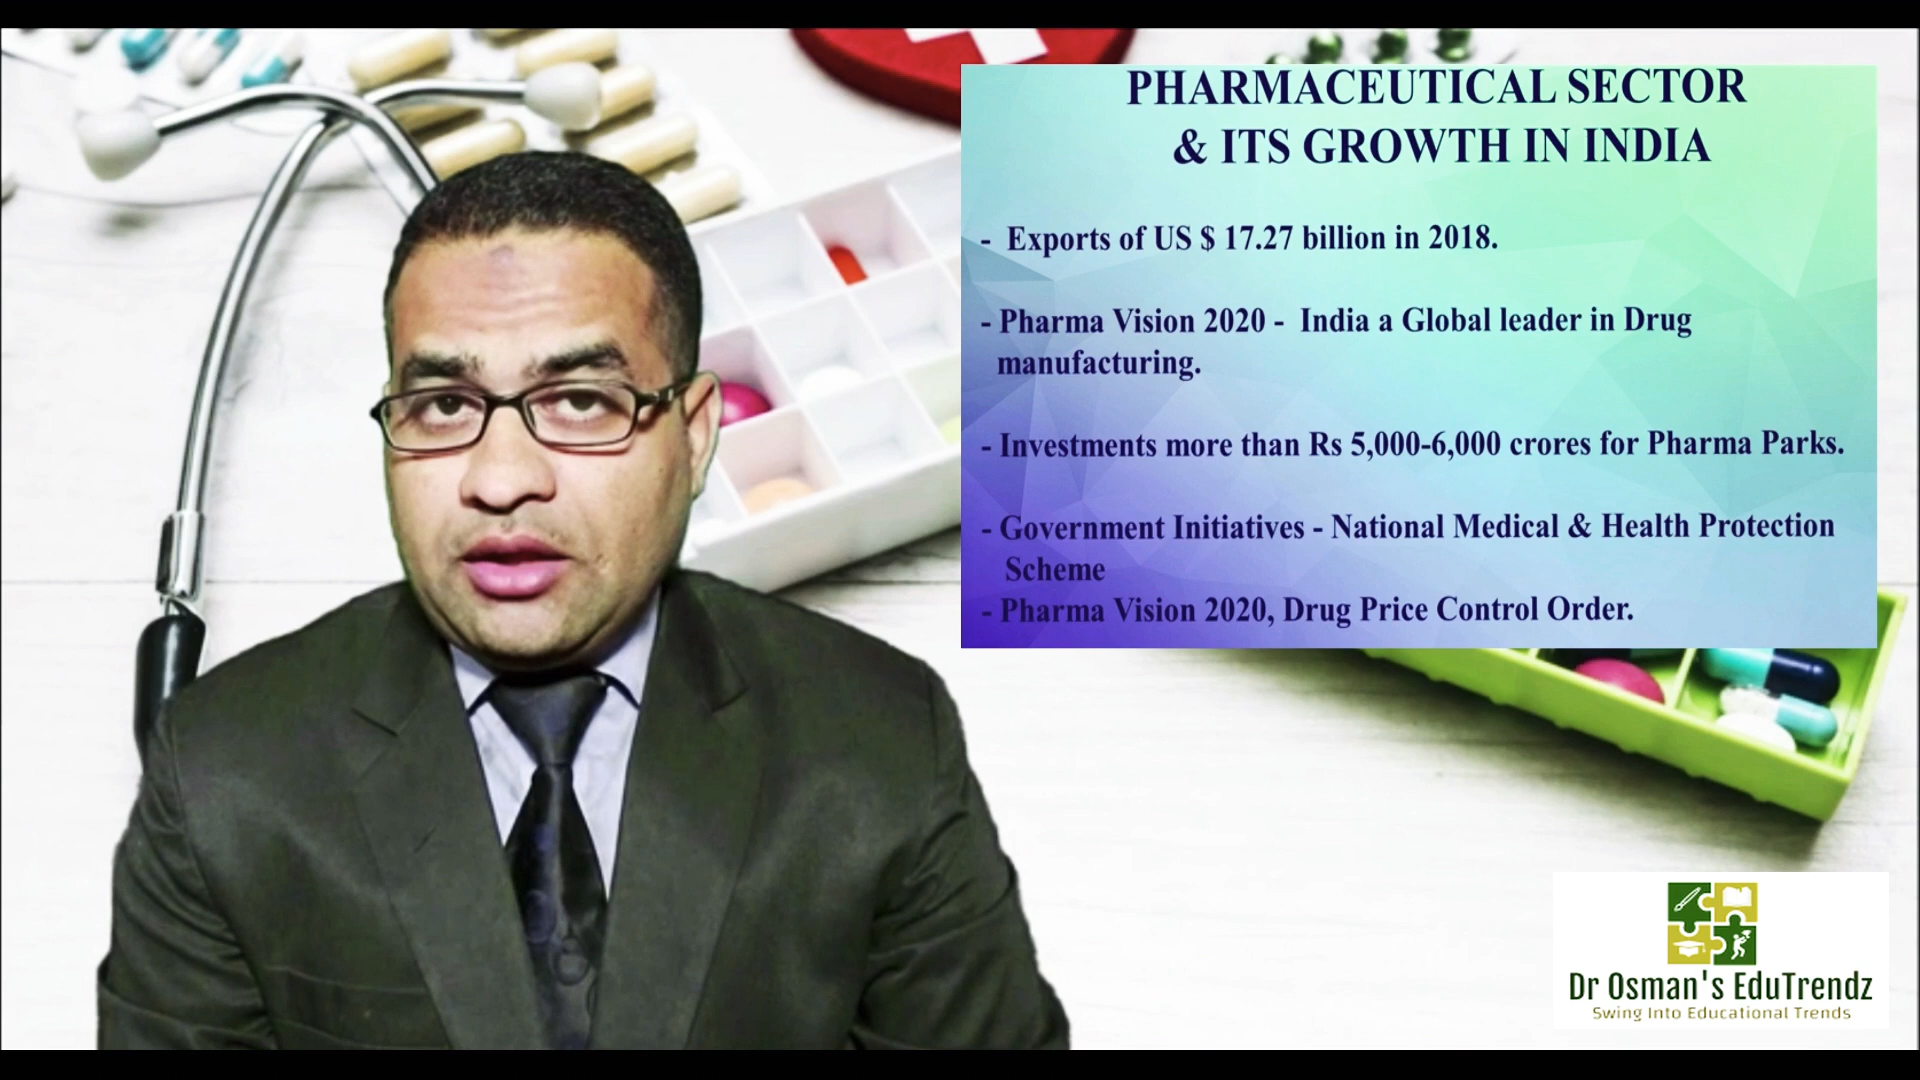 PHARMACEUTICAL SECTOR
& ITS GROWTH IN INDIA
- Exports of US $ 17.27 billion in 2018.
- Pharma Vision 2020 - India a Global leader in Drug
manufacturing.
- Investments more than Rs 5,000-6,000 crores for Pharma Parks.
- Government Initiatives - National Medical & Health Protection
Scheme
- Pharma Vision 2020, Drug Price Control Order.
Dr Osman's EduTrendz
Swing Into Educational Trends